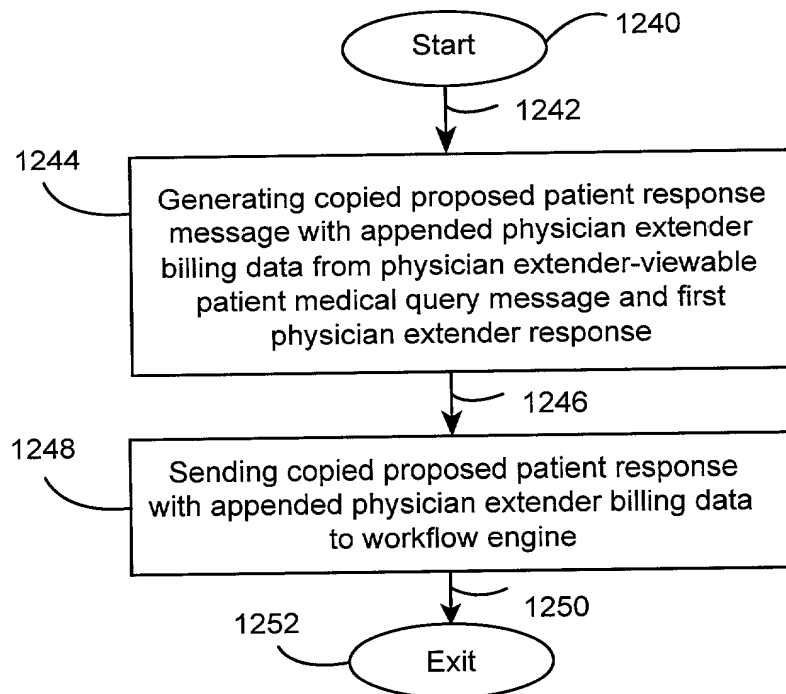 Start
1240
1242
1244
Generating copied proposed patient response
message with appended physician extender
billing data from physician extender-viewable
patient medical query message and first
physician extender response
1246
1248
Sending copied proposed patient response
with appended physician extender billing data
to workflow engine
1250
1252
Exit